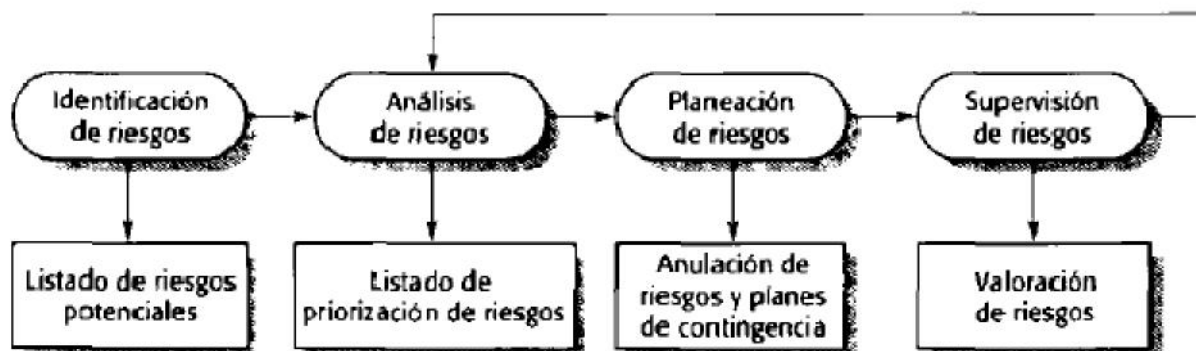 Identificación
de riesgos
Análisis
de riesgos
Planeación
de riesgos
Supervisión
de riesgos
Listado de riesgos
potenciales
Listado de
priorización de riesgos
Anulación de
riesgos y planes
de contingencia
Valoración
de riesgos